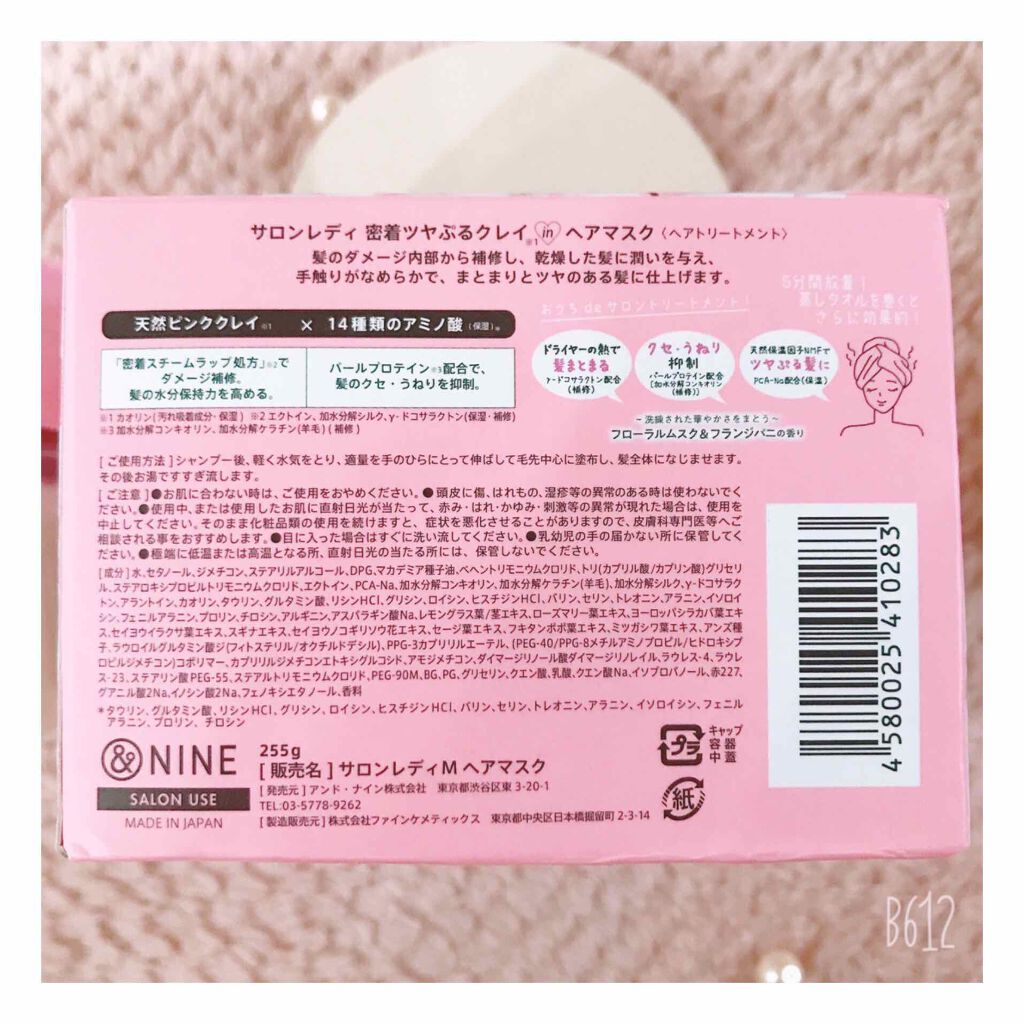 サロンレディ 密着ツヤぷるクレイ※1 in ヘアマスク〈ヘアトリートメント〉
髪のダメージ内部から補修し、乾燥した髪に潤いを与え、
手触りがなめらかで、まとまりとツヤのある髪に仕上げます。
天然ピンククレイ※1 × 14種類のアミノ酸(保湿)*
「密着スチームラップ処方」※2で
ダメージ補修。
髪の水分保持力を高める。
パールプロテイン※3配合で、
髪のクセ・うねりを抑制。
※1 カオリン(汚れ吸着成分・保湿) ※2 エクトイン、加水分解シルク、γ-ドコサラクトン(保湿・補修)
※3 加水分解コンキオリン、加水分解ケラチン(羊毛)(補修)
おうち de サロントリートメント!
5分間放置!
蒸しタオルを巻くと
さらに効果的!
ドライヤーの熱で
髪まとまる
γ-ドコサラクトン配合
(補修)
クセ・うねり
抑制
パールプロテイン配合
[加水分解コンキオリン
(補修)]
天然保湿因子NMFで
ツヤぷる髪に
PCA-Na配合(保湿)
~洗練された華やかさをまとう~
フローラルムスク&フランジパニの香り
[ご使用方法]シャンプー後、軽く水気をとり、適量を手のひらにとって伸ばして毛先中心に塗布し、髪全体になじませます。
その後お湯ですすぎ流します。
[ご注意]●お肌に合わない時は、ご使用をおやめください。●頭皮に傷、はれもの、湿疹等の異常のある時は使わないでく
ださい。●使用中、または使用したお肌に直射日光が当たって、赤み・はれ・かゆみ・刺激等の異常が現れた場合は、使用を
中止してください。そのまま化粧品類の使用を続けますと、症状を悪化させることがありますので、皮膚科専門医等へご
相談される事をおすすめします。●目に入った場合はすぐに洗い流してください。●乳幼児の手の届かない所に保管してく
ださい。●極端に低温または高温となる所、直射日光の当たる所には、保管しないでください。
[成分]水、セタノール、ジメチコン、ステアリルアルコール、DPG、マカデミア種子油、ベヘントリモニウムクロリド、トリ(カプリル酸/カプリン酸)グリセリ
ル、ステアロキシプロピルトリモニウムクロリド、エクトイン、PCA-Na、加水分解コンキオリン、加水分解ケラチン(羊毛)、加水分解シルク、γ-ドコサラク
トン、アラントイン、カオリン、タウリン、グルタミン酸、リシンHCl、グリシン、ロイシン、ヒスチジンHCl、バリン、セリン、トレオニン、アラニン、イソロイ
シン、フェニルアラニン、プロリン、チロシン、アルギニン、アスパラギン酸Na、レモングラス葉/茎エキス、ローズマリー葉エキス、ヨーロッパシラカバ葉エキ
ス、セイヨウイラクサ葉エキス、スギナエキス、セイヨウノコギリソウ花エキス、セージ葉エキス、フキタンポポ葉エキス、ミツガシワ葉エキス、アンズ種
子、ラウロイルグルタミン酸ジ(フィトステリル/オクチルドデシル)、PPG-3カプリリルエーテル、(PEG-40/PPG-8メチルアミノプロピル/ヒドロキシプ
ロピルジメチコン)コポリマー、カプリリルジメチコンエトキシグルコシド、アモジメチコン、ダイマージリノール酸ダイマージリノレイル、ラウレス-4、ラウレ
ス-23、ステアリン酸PEG-55、ステアルトリモニウムクロリド、PEG-90M、BG、PG、グリセリン、クエン酸、乳酸、クエン酸Na、イソプロパノール、赤227、
グアニル酸2Na、イノシン酸2Na、フェノキシエタノール、香料
*タウリン、グルタミン酸、リシンHCl、グリシン、ロイシン、ヒスチジンHCl、バリン、セリン、トレオニン、アラニン、イソロイシン、フェニル
アラニン、プロリン、チロシン
&NINE
SALON USE
MADE IN JAPAN
255g
[販売名]サロンレディM ヘアマスク
[発売元]アンド・ナイン株式会社 東京都渋谷区東 3-20-1
TEL:03-5778-9262
[製造販売元]株式会社ファインケメティックス 東京都中央区日本橋掘留町 2-3-14
プラ
キャップ
容器
中蓋
紙
4580025410283
B612